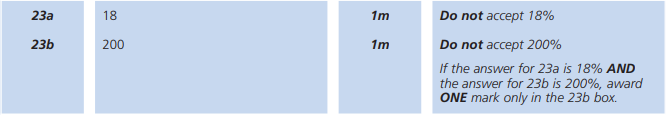 23a 18 1m Do not accept 18%
23b 200 1m Do not accept 200%
If the answer for 23a is 18% AND
the answer for 23b is 200%, award
ONE mark only in the 23b box.